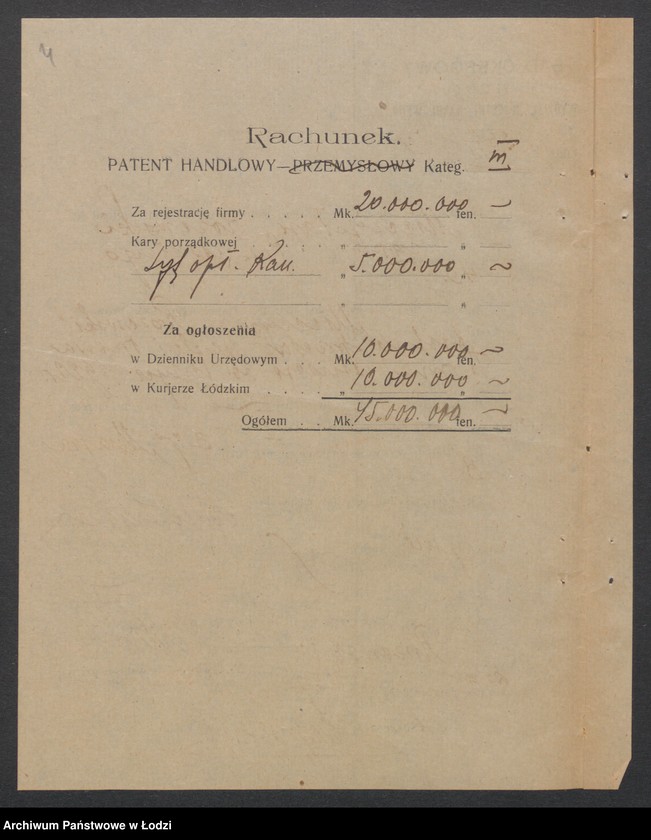 4
Rachunek.
PATENT HANDLOWY—PRZEMYSŁOWY Kateg. III
Za rejestrację firmy . . . . . Mk. 20.000.000 fen. —
Kary porządkowej . . . . . „ „
opł. Kan. „ 5.000.000 „ ~
„ „
Za ogłoszenia
w Dzienniku Urzędowym . . . Mk. 10.000.000 fen. ~
w Kurjerze Łódzkim . . . . „ 10.000.000 „ ~
Ogółem . . Mk. 45.000.000 fen. ~
Archiwum Państwowe w Łodzi